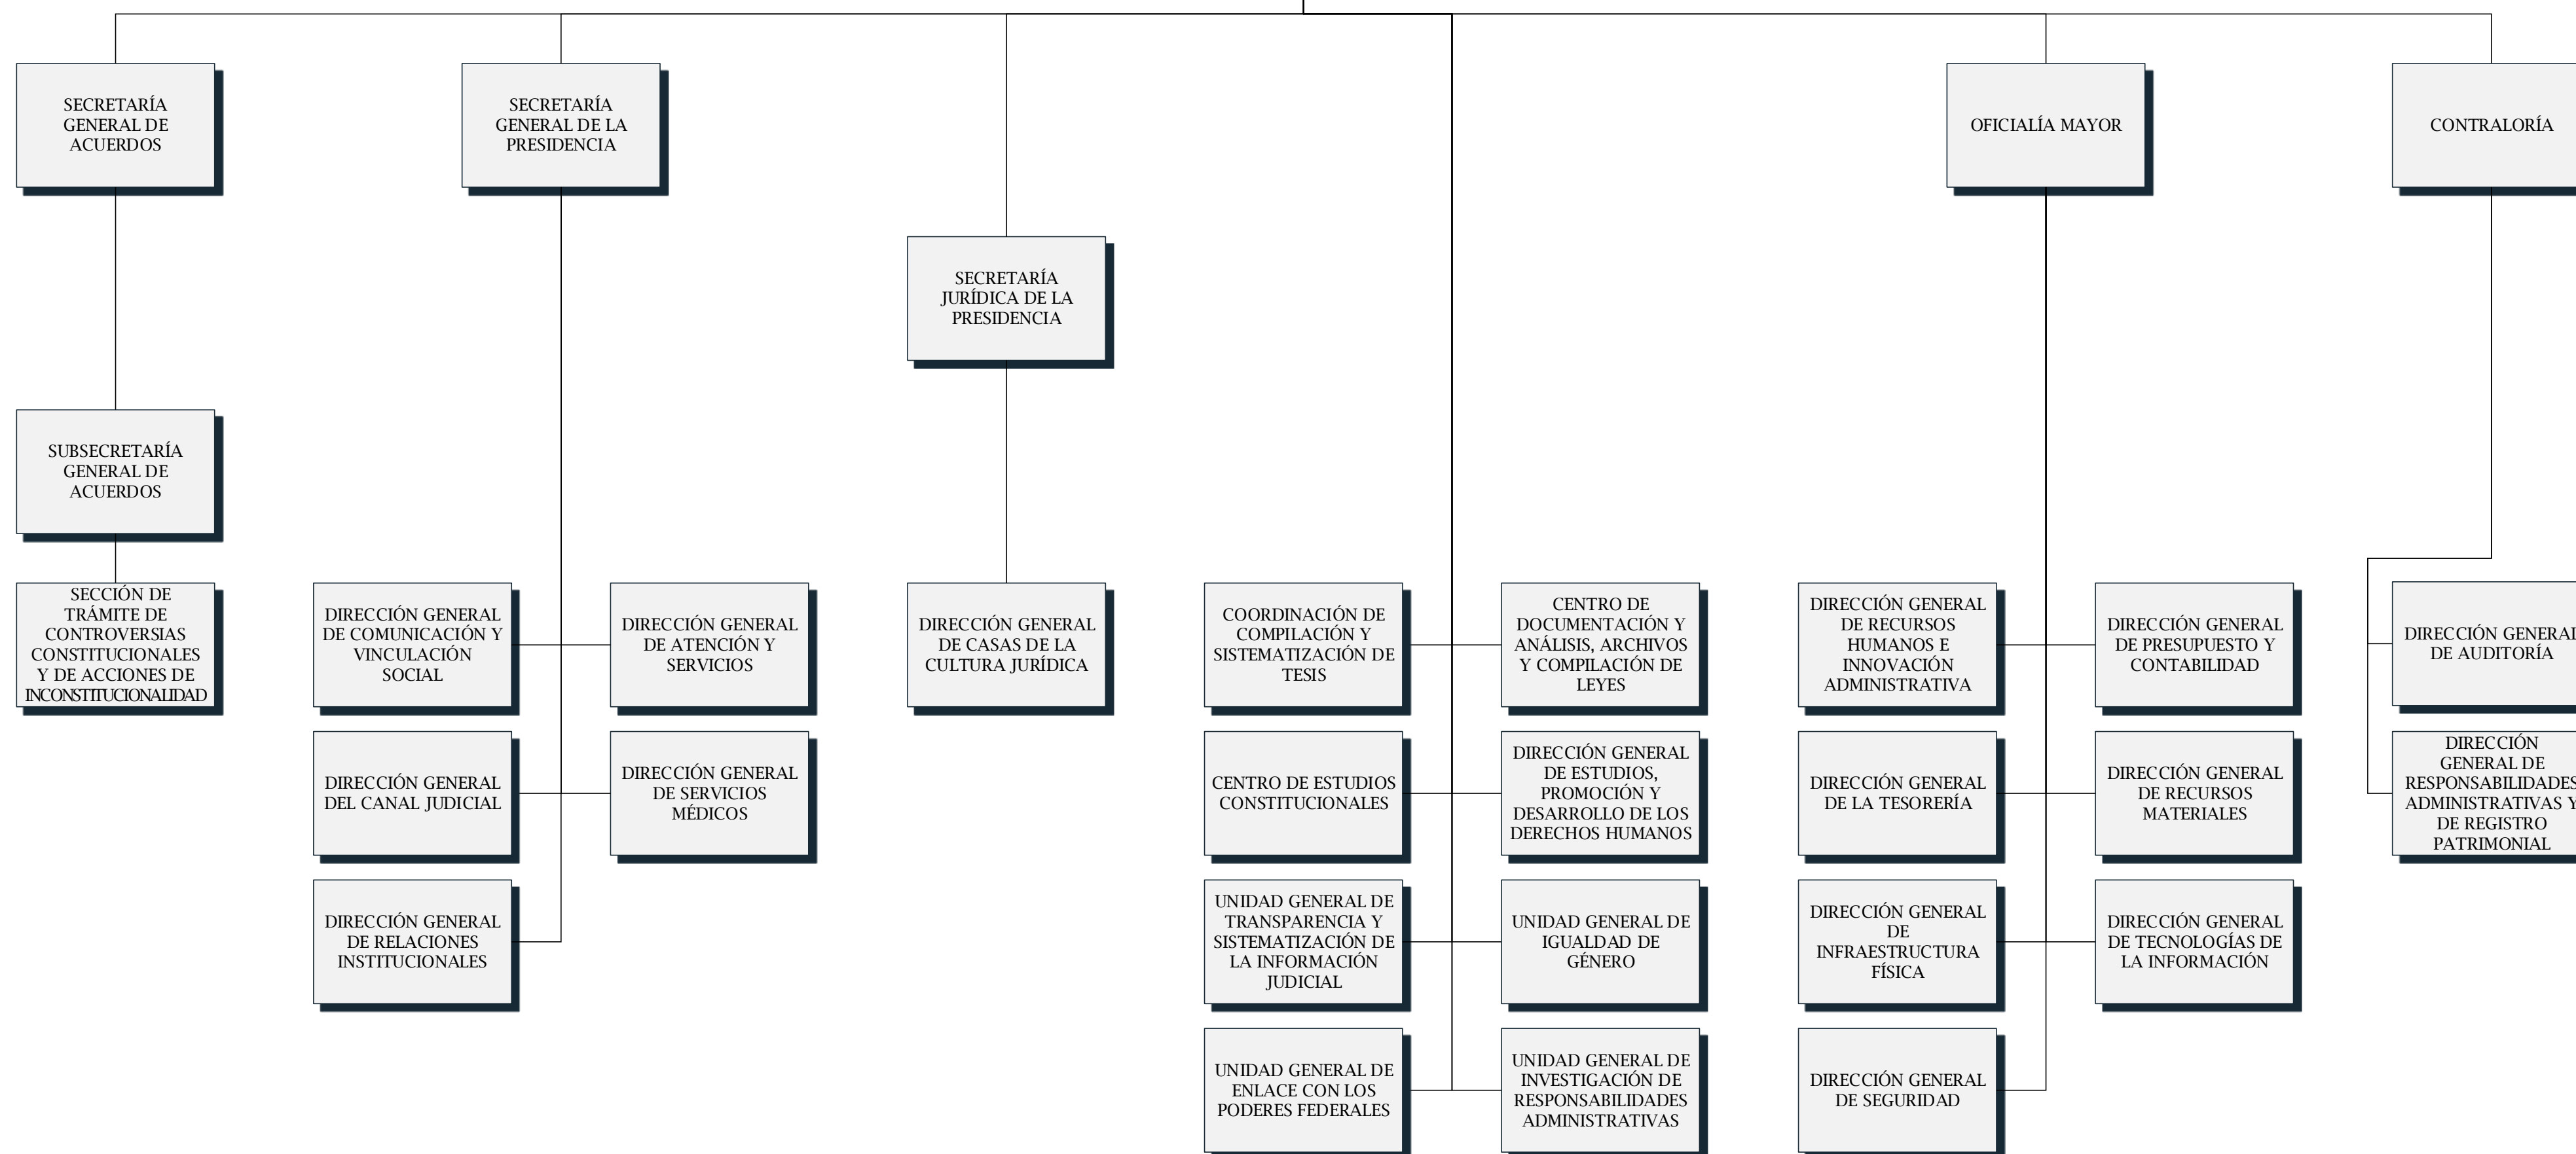 SECRETARÍA
GENERAL DE
ACUERDOS
SECRETARÍA
GENERAL DE LA
PRESIDENCIA
OFICIALÍA MAYOR
CONTRALORÍA
SECRETARÍA
JURÍDICA DE LA
PRESIDENCIA
SUBSECRETARÍA
GENERAL DE
ACUERDOS
SECCIÓN DE
TRÁMITE DE
CONTROVERSIAS
CONSTITUCIONALES
Y DE ACCIONES DE
INCONSTITUCIONALIDAD
DIRECCIÓN GENERAL
DE COMUNICACIÓN Y
VINCULACIÓN
SOCIAL
DIRECCIÓN GENERAL
DE ATENCIÓN Y
SERVICIOS
DIRECCIÓN GENERAL
DE CASAS DE LA
CULTURA JURÍDICA
COORDINACIÓN DE
COMPILACIÓN Y
SISTEMATIZACIÓN DE
TESIS
CENTRO DE
DOCUMENTACIÓN Y
ANÁLISIS, ARCHIVOS
Y COMPILACIÓN DE
LEYES
DIRECCIÓN GENERAL
DE RECURSOS
HUMANOS E
INNOVACIÓN
ADMINISTRATIVA
DIRECCIÓN GENERAL
DE PRESUPUESTO Y
CONTABILIDAD
DIRECCIÓN GENERAL
DE AUDITORÍA
DIRECCIÓN GENERAL
DEL CANAL JUDICIAL
DIRECCIÓN GENERAL
DE SERVICIOS
MÉDICOS
CENTRO DE ESTUDIOS
CONSTITUCIONALES
DIRECCIÓN GENERAL
DE ESTUDIOS,
PROMOCIÓN Y
DESARROLLO DE LOS
DERECHOS HUMANOS
DIRECCIÓN GENERAL
DE LA TESORERÍA
DIRECCIÓN GENERAL
DE RECURSOS
MATERIALES
DIRECCIÓN
GENERAL DE
RESPONSABILIDADES
ADMINISTRATIVAS Y
DE REGISTRO
PATRIMONIAL
DIRECCIÓN GENERAL
DE RELACIONES
INSTITUCIONALES
UNIDAD GENERAL DE
TRANSPARENCIA Y
SISTEMATIZACIÓN DE
LA INFORMACIÓN
JUDICIAL
UNIDAD GENERAL DE
IGUALDAD DE
GÉNERO
DIRECCIÓN GENERAL
DE
INFRAESTRUCTURA
FÍSICA
DIRECCIÓN GENERAL
DE TECNOLOGÍAS DE
LA INFORMACIÓN
UNIDAD GENERAL DE
ENLACE CON LOS
PODERES FEDERALES
UNIDAD GENERAL DE
INVESTIGACIÓN DE
RESPONSABILIDADES
ADMINISTRATIVAS
DIRECCIÓN GENERAL
DE SEGURIDAD